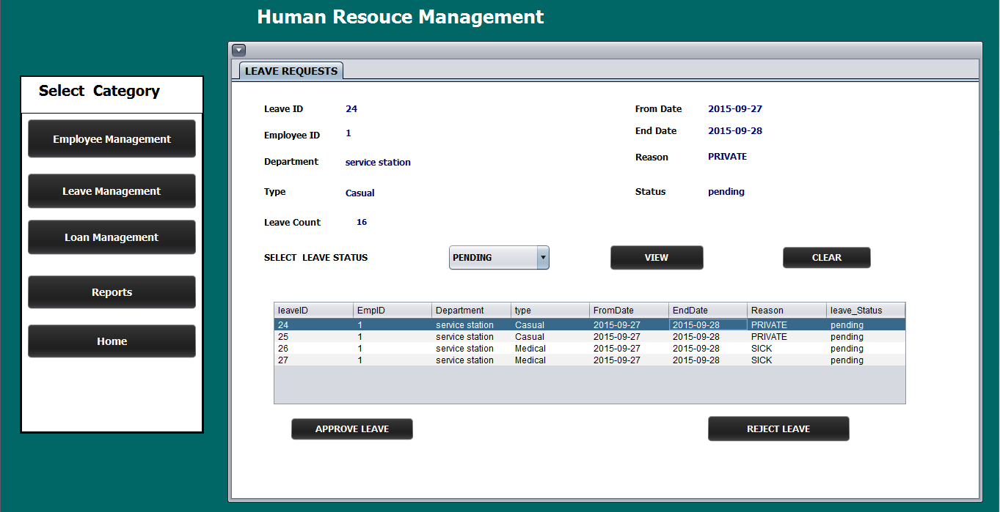 Human Resouce Management
Select Category
Employee Management
Leave Management
Loan Management
Reports
Home
LEAVE REQUESTS
Leave ID 24 From Date 2015-09-27
Employee ID 1 End Date 2015-09-28
Department service station Reason PRIVATE
Type Casual Status pending
Leave Count 16
SELECT LEAVE STATUS PENDING VIEW CLEAR
leaveID EmpID Department type FromDate EndDate Reason leave_Status
24 1 service station Casual 2015-09-27 2015-09-28 PRIVATE pending
25 1 service station Casual 2015-09-27 2015-09-28 PRIVATE pending
26 1 service station Medical 2015-09-27 2015-09-28 SICK pending
27 1 service station Medical 2015-09-27 2015-09-28 SICK pending
APPROVE LEAVE REJECT LEAVE